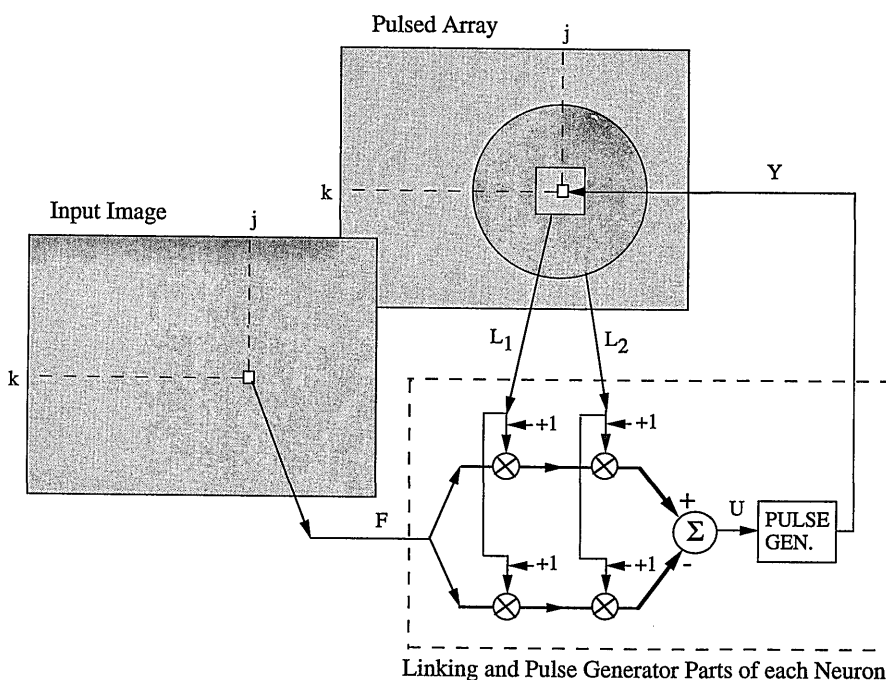 Pulsed Array
j
k
Y
Input Image
j
k
L1
L2
+1
+1
F
+
U
PULSE
GEN.
Σ
-
+1
+1
Linking and Pulse Generator Parts of each Neuron